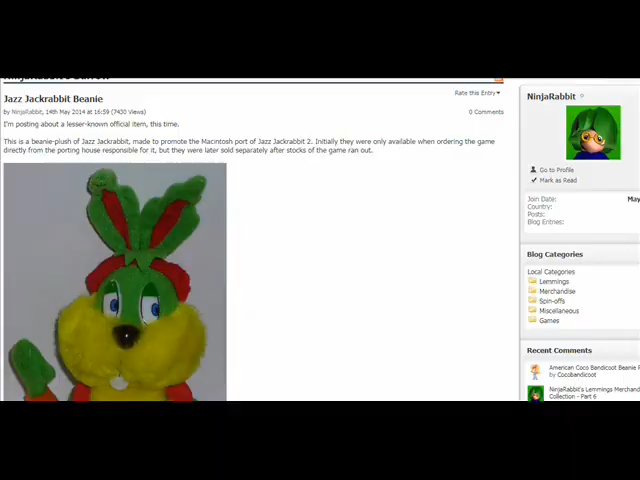 Rate this Entry
Jazz Jackrabbit Beanie
by NinjaRabbit, 14th May 2014 at 16:59 (7430 Views)
0 Comments
I'm posting about a lesser-known official item, this time.
This is a beanie-plush of Jazz Jackrabbit, made to promote the Macintosh port of Jazz Jackrabbit 2. Initially they were only available when ordering the game
directly from the porting house responsible for it, but they were later sold separately after stocks of the game ran out.
NinjaRabbit
Go to Profile
Mark as Read
Join Date:
May
Country:
Posts:
Blog Entries:
Blog Categories
Local Categories
Lemmings
Merchandise
Spin-offs
Miscellaneous
Games
Recent Comments
American Coco Bandicoot Beanie
by Cocobandicoot
NinjaRabbit's Lemmings Merchand
Collection - Part 6